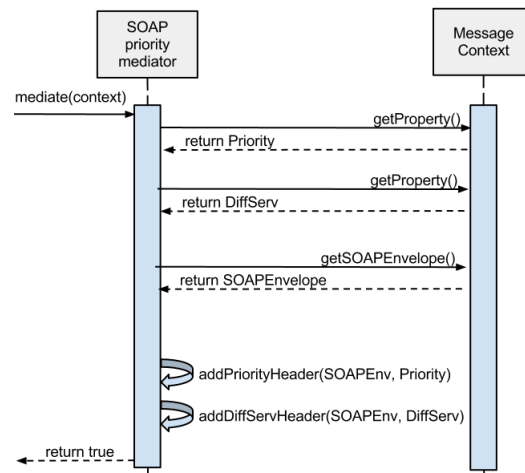 SOAP
priority
mediator
Message
Context
mediate(context)
getProperty()
return Priority
getProperty()
return DiffServ
getSOAPEnvelope()
return SOAPEnvelope
addPriorityHeader(SOAPEnv, Priority)
addDiffServHeader(SOAPEnv, DiffServ)
return true